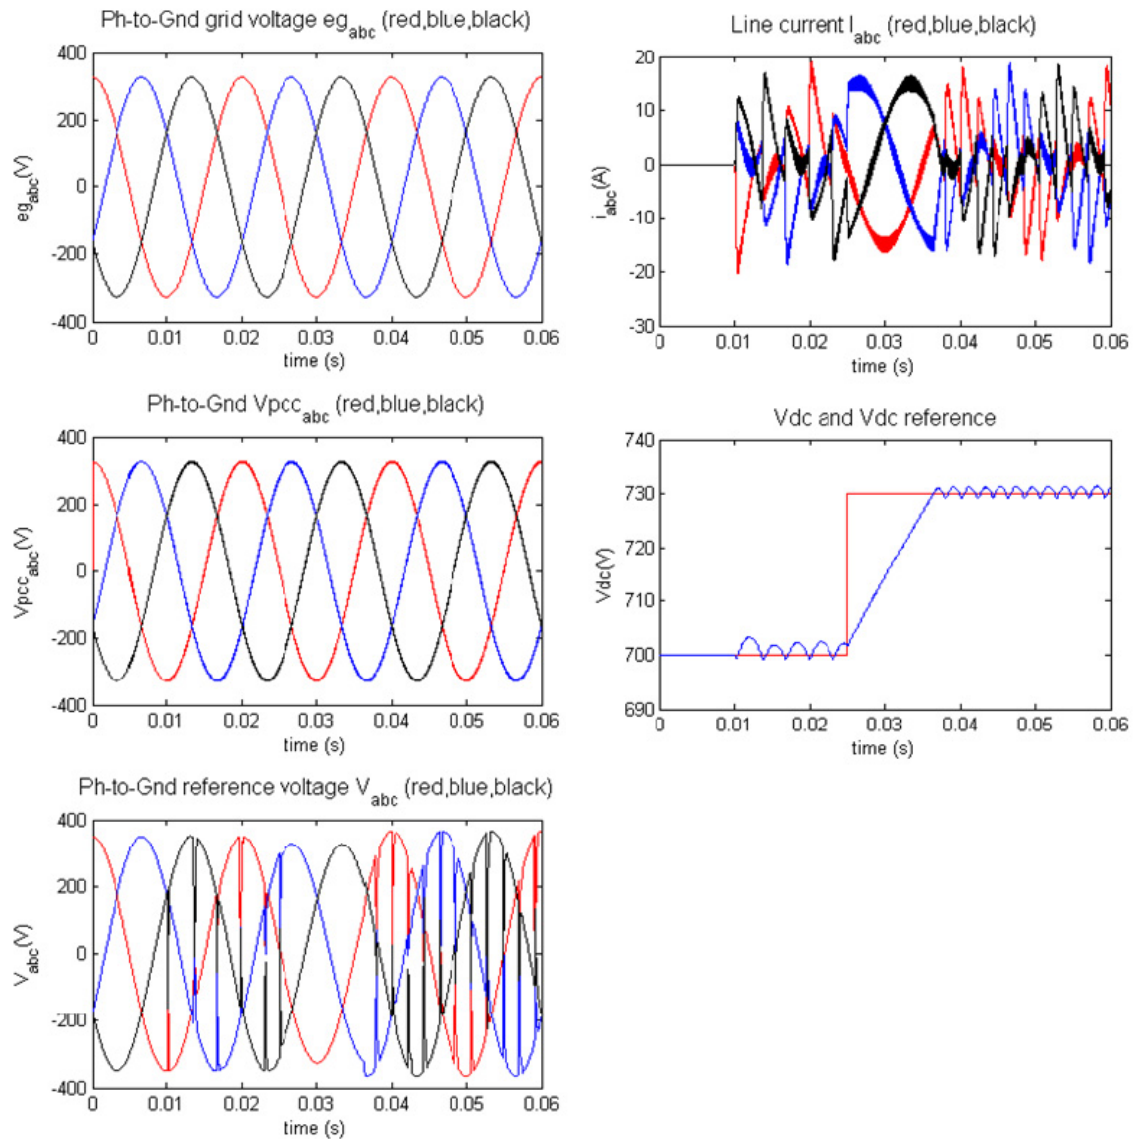 Ph-to-Gnd grid voltage eg_abc (red,blue,black)
400
200
0
-200
-400
eg_abc(V)
0 0.01 0.02 0.03 0.04 0.05 0.06
time (s)
Line current I_abc (red,blue,black)
20
10
0
-10
-20
-30
i_abc(A)
0 0.01 0.02 0.03 0.04 0.05 0.06
time (s)
Ph-to-Gnd Vpcc_abc (red,blue,black)
400
200
0
-200
-400
Vpcc_abc(V)
0 0.01 0.02 0.03 0.04 0.05 0.06
time (s)
Vdc and Vdc reference
740
730
720
710
700
690
Vdc(V)
0 0.01 0.02 0.03 0.04 0.05 0.06
time (s)
Ph-to-Gnd reference voltage V_abc (red,blue,black)
400
200
0
-200
-400
V_abc(V)
0 0.01 0.02 0.03 0.04 0.05 0.06
time (s)